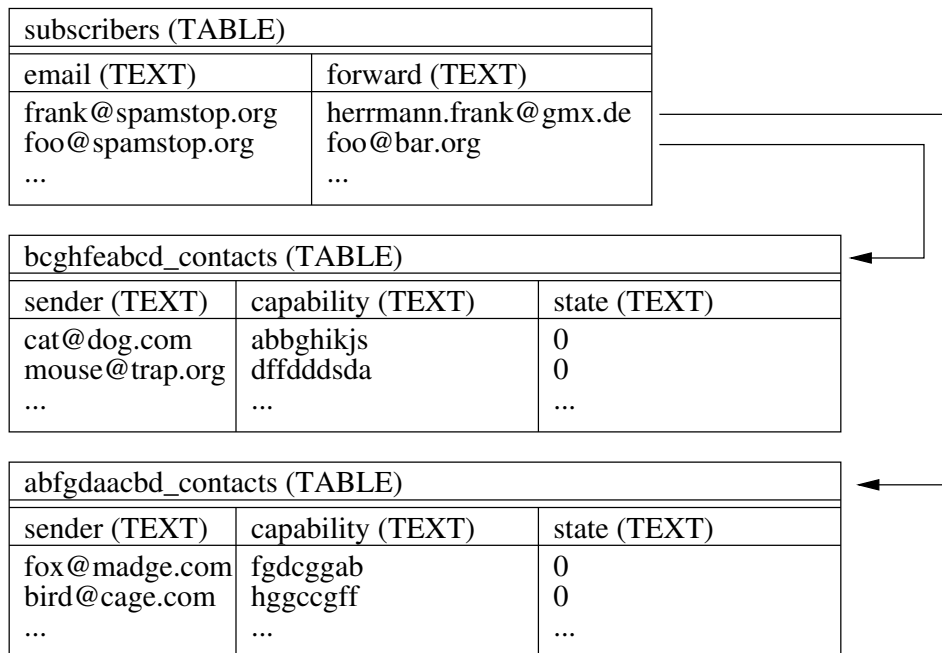 subscribers (TABLE)
email (TEXT) forward (TEXT)
frank@spamstop.org herrmann.frank@gmx.de
foo@spamstop.org foo@bar.org
... ...
bcghfeabcd_contacts (TABLE)
sender (TEXT) capability (TEXT) state (TEXT)
cat@dog.com abbghikjs 0
mouse@trap.org dffdddsda 0
... ... ...
abfgdaacbd_contacts (TABLE)
sender (TEXT) capability (TEXT) state (TEXT)
fox@madge.com fgdcggab 0
bird@cage.com hggccgff 0
... ... ...